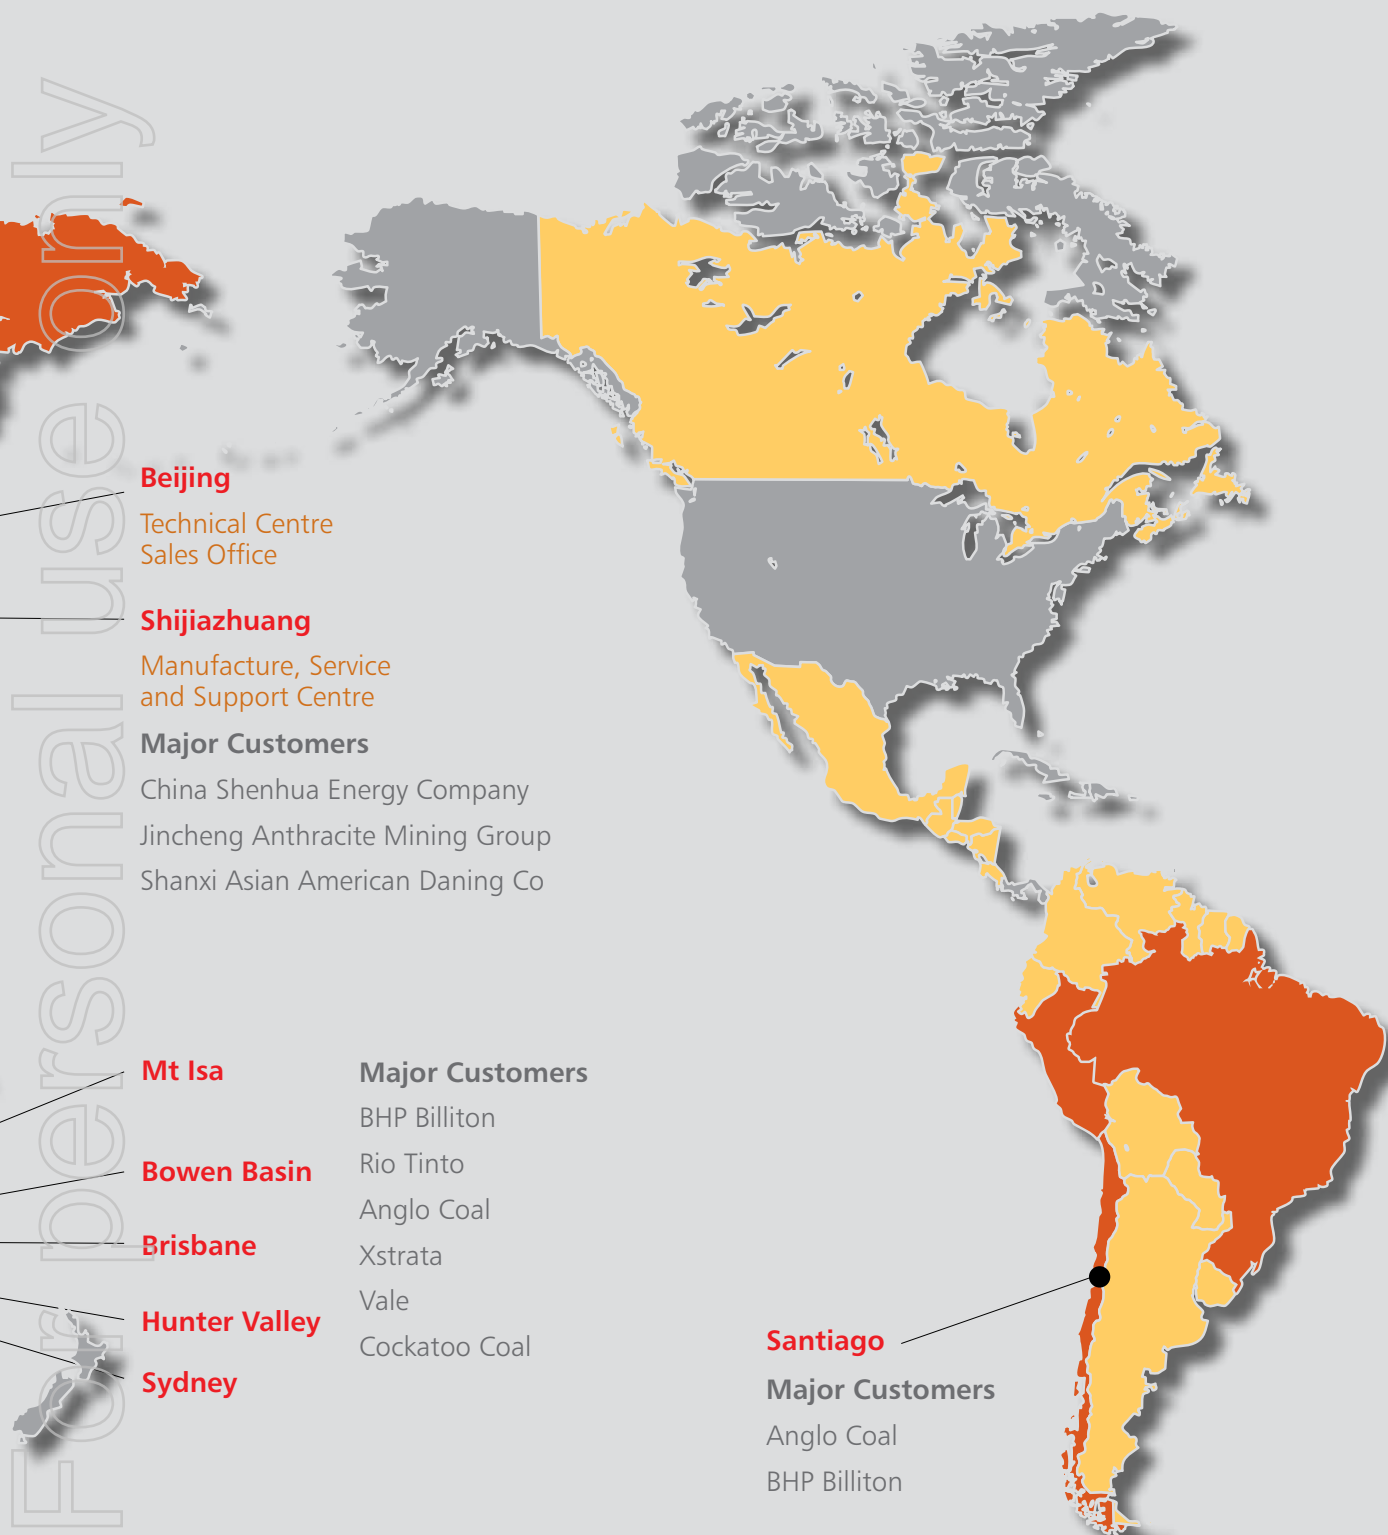 For personal use only
Beijing
Technical Centre
Sales Office
Shijiazhuang
Manufacture, Service
and Support Centre
Major Customers
China Shenhua Energy Company
Jincheng Anthracite Mining Group
Shanxi Asian American Daning Co
Mt Isa
Bowen Basin
Brisbane
Hunter Valley
Sydney
Major Customers
BHP Billiton
Rio Tinto
Anglo Coal
Xstrata
Vale
Cockatoo Coal
Santiago
Major Customers
Anglo Coal
BHP Billiton